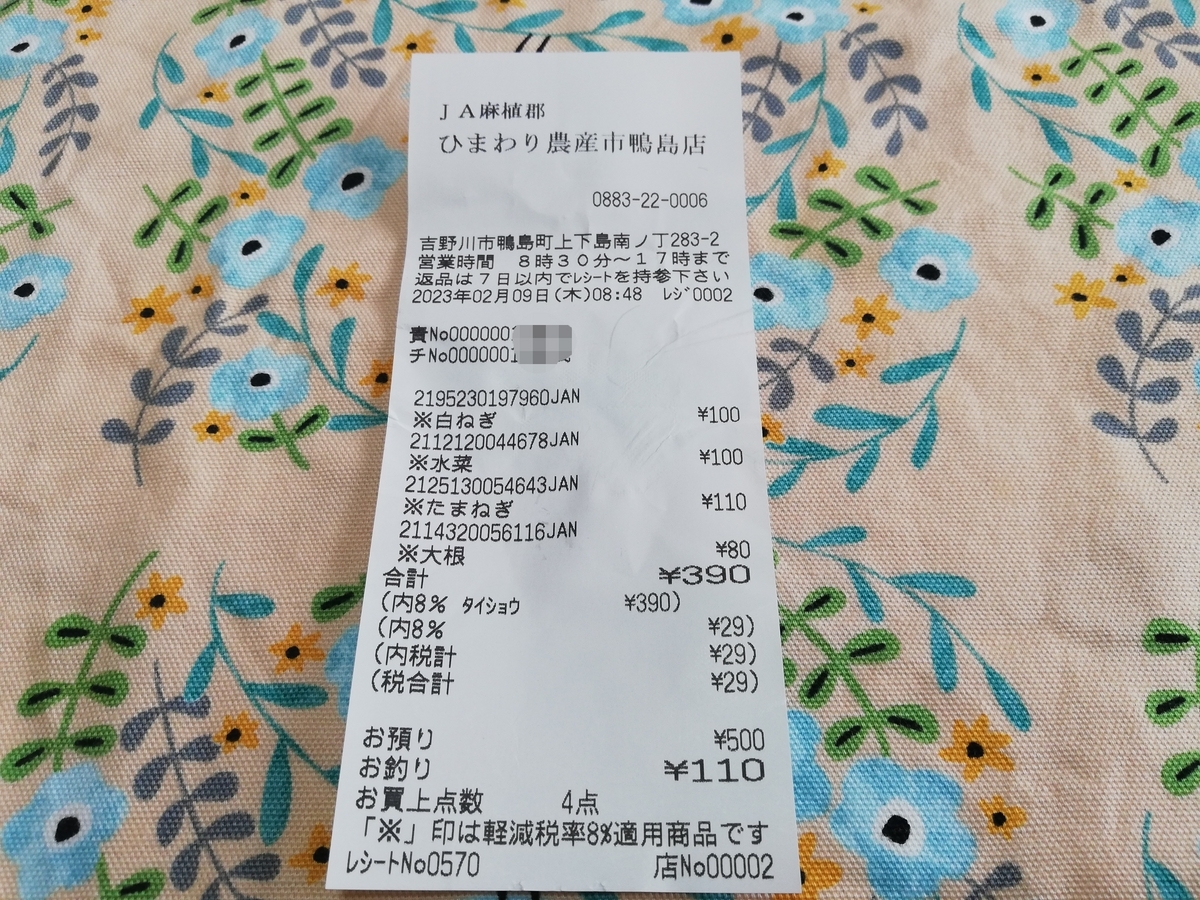 JA麻植郡
ひまわり農産市鴨島店
0883-22-0006
吉野川市鴨島町上下島南ノ丁283-2
営業時間 8時30分～17時まで
返品は7日以内でﾚｼｰﾄを持参下さい
2023年02月09日(木)08:48 ﾚｼﾞ0002
責No0000001
チNo0000001
2195230197960JAN
※白ねぎ ¥100
2112120044678JAN
※水菜 ¥100
2125130054643JAN
※たまねぎ ¥110
2114320056116JAN
※大根 ¥80
合計 ¥390
(内8% ﾀｲｼｮｳ ¥390)
(内8% ¥29)
(内税計 ¥29)
(税合計 ¥29)
お預り ¥500
お釣り ¥110
お買上点数 4点
「※」印は軽減税率8%適用商品です
ﾚｼｰﾄNo0570 店No00002